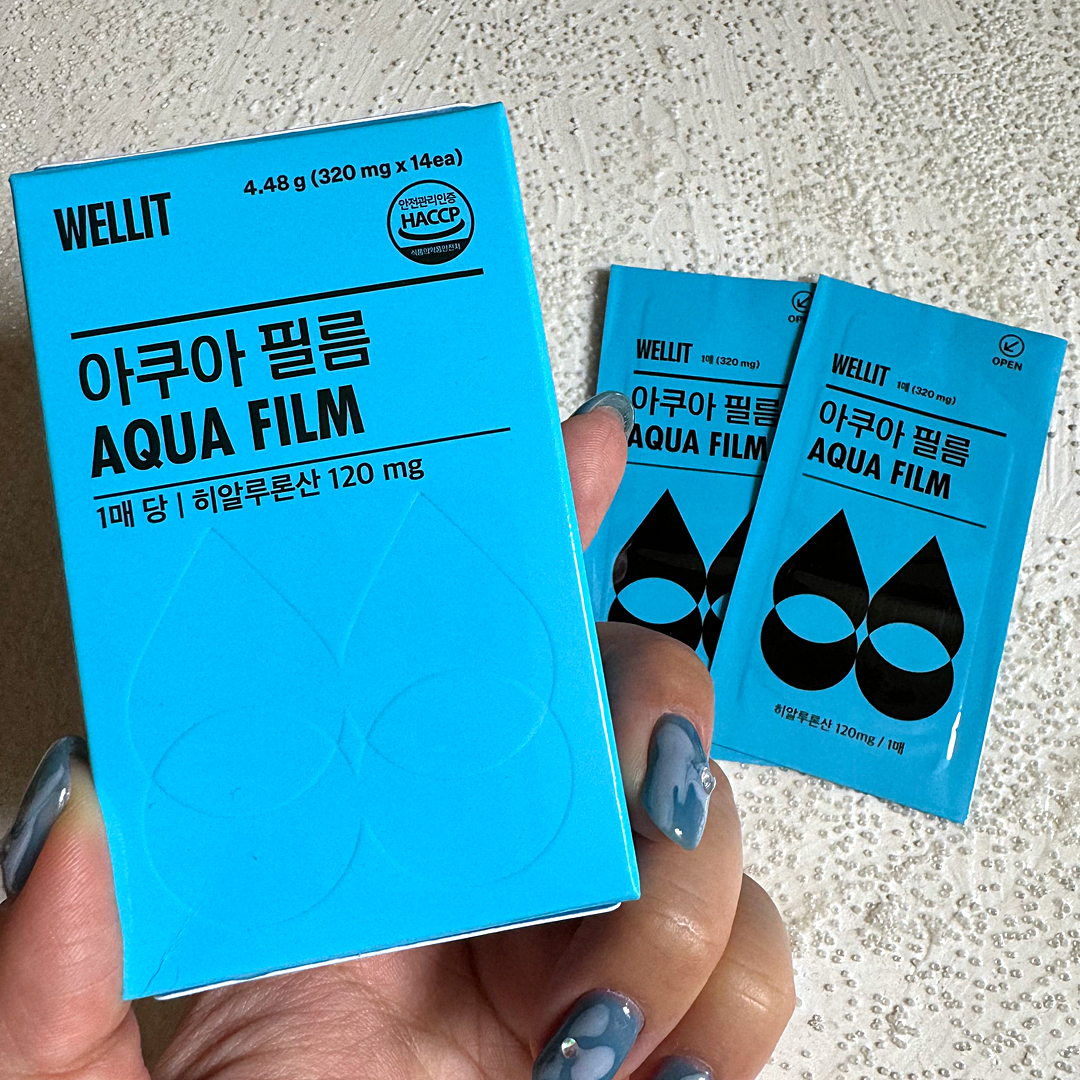 WELLIT
4.48 g (320 mg x 14ea)
안전관리인증
HACCP
식품의약품안전처
아쿠아 필름
AQUA FILM
1매 당 | 히알루론산 120 mg
OPEN
WELLIT 1매 (320 mg)
아쿠아 필름
AQUA FILM
OPEN
WELLIT 1매 (320 mg)
아쿠아 필름
AQUA FILM
히알루론산 120mg / 1매